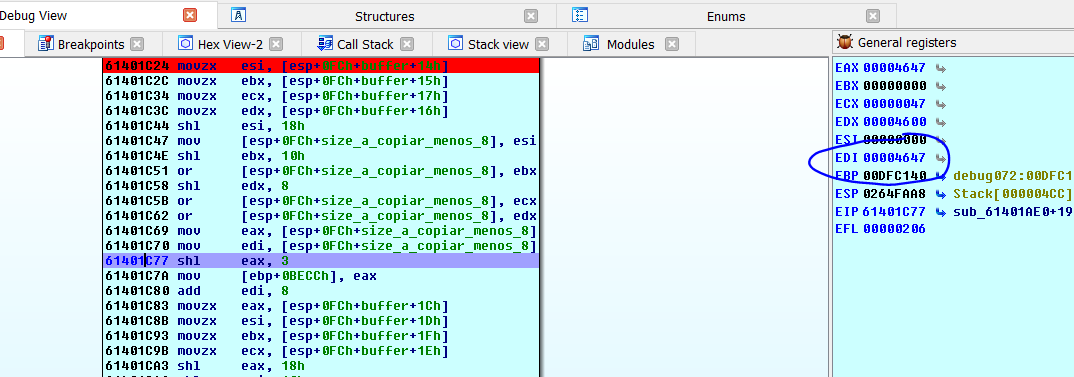 Debug View
Structures
Enums
Breakpoints
Hex View-2
Call Stack
Stack view
Modules
General registers
61401C24 movzx esi, [esp+0FCh+buffer+14h]
61401C2C movzx ebx, [esp+0FCh+buffer+15h]
61401C34 movzx ecx, [esp+0FCh+buffer+17h]
61401C3C movzx edx, [esp+0FCh+buffer+16h]
61401C44 shl esi, 18h
61401C47 mov [esp+0FCh+size_a_copiar_menos_8], esi
61401C4E shl ebx, 10h
61401C51 or [esp+0FCh+size_a_copiar_menos_8], ebx
61401C58 shl edx, 8
61401C5B or [esp+0FCh+size_a_copiar_menos_8], ecx
61401C62 or [esp+0FCh+size_a_copiar_menos_8], edx
61401C69 mov eax, [esp+0FCh+size_a_copiar_menos_8]
61401C70 mov edi, [esp+0FCh+size_a_copiar_menos_8]
61401C77 shl eax, 3
61401C7A mov [ebp+0BECCh], eax
61401C80 add edi, 8
61401C83 movzx eax, [esp+0FCh+buffer+1Ch]
61401C8B movzx esi, [esp+0FCh+buffer+1Dh]
61401C93 movzx ebx, [esp+0FCh+buffer+1Fh]
61401C9B movzx ecx, [esp+0FCh+buffer+1Eh]
61401CA3 shl eax, 18h
EAX 00004647
EBX 00000000
ECX 00000047
EDX 00004600
ESI 00000000
EDI 00004647
EBP 00DFC140 debug072:00DFC1
ESP 0264FAA8 Stack[000004CC]
EIP 61401C77 sub_61401AE0+19
EFL 00000206